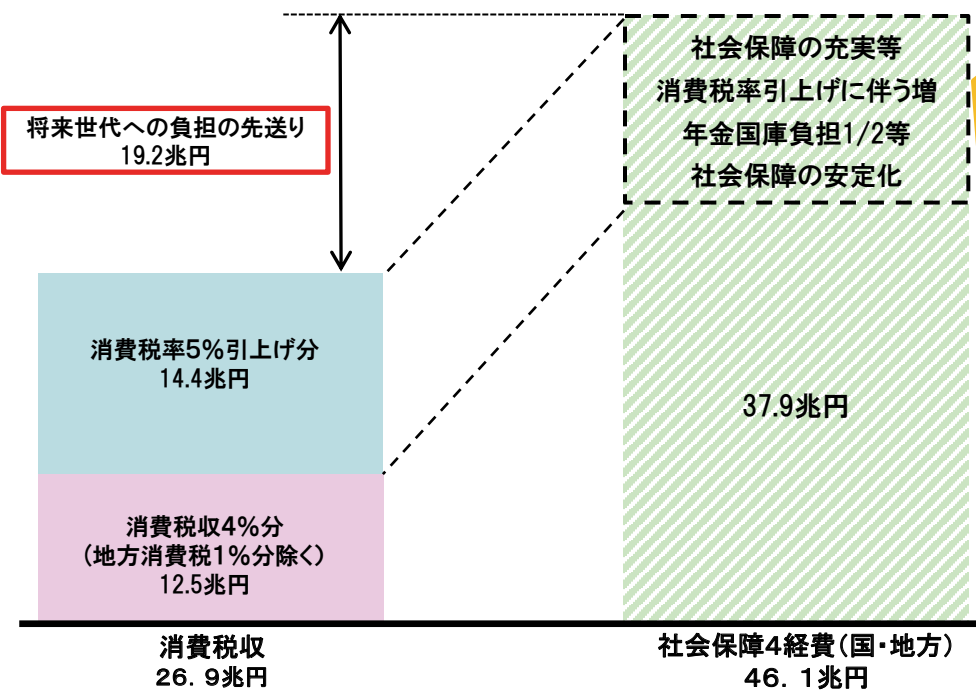 将来世代への負担の先送り
19.2兆円
社会保障の充実等
消費税率引上げに伴う増
年金国庫負担1/2等
社会保障の安定化
消費税率5%引上げ分
14.4兆円
37.9兆円
消費税収4%分
(地方消費税1%分除く)
12.5兆円
消費税収
26.9兆円
社会保障4経費(国・地方)
46.1兆円